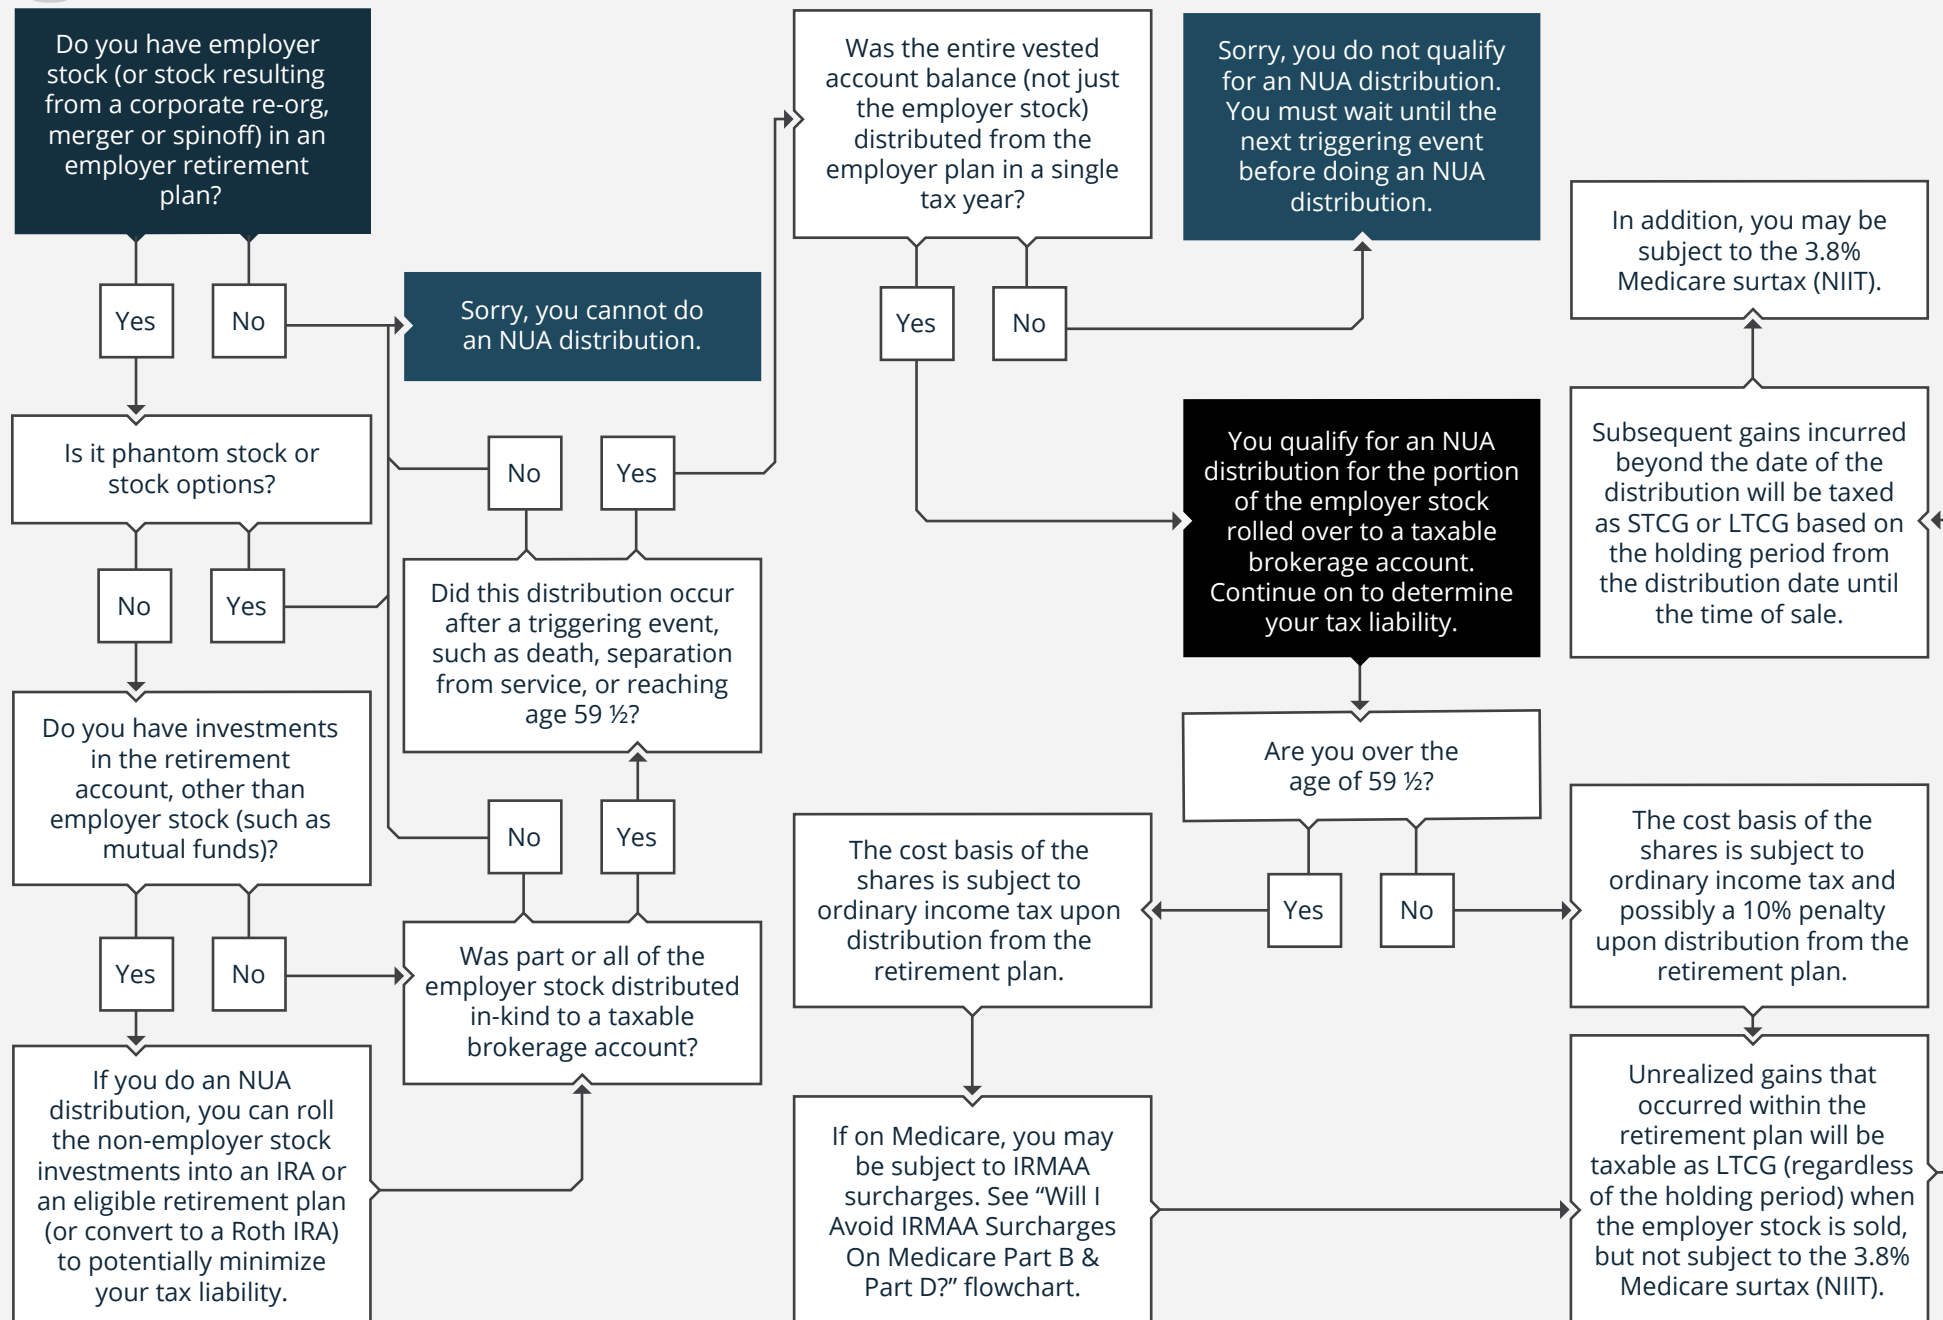 Do you have employer
stock (or stock resulting
from a corporate re-org,
merger or spinoff) in an
employer retirement
plan?
Yes
No
Sorry, you cannot do
an NUA distribution.
Is it phantom stock or
stock options?
No
Yes
Do you have investments
in the retirement
account, other than
employer stock (such as
mutual funds)?
Yes
No
If you do an NUA
distribution, you can roll
the non-employer stock
investments into an IRA or
an eligible retirement plan
(or convert to a Roth IRA)
to potentially minimize
your tax liability.
Was part or all of the
employer stock distributed
in-kind to a taxable
brokerage account?
No
Yes
Did this distribution occur
after a triggering event,
such as death, separation
from service, or reaching
age 59 ½?
No
Yes
Was the entire vested
account balance (not just
the employer stock)
distributed from the
employer plan in a single
tax year?
Yes
No
Sorry, you do not qualify
for an NUA distribution.
You must wait until the
next triggering event
before doing an NUA
distribution.
You qualify for an NUA
distribution for the portion
of the employer stock
rolled over to a taxable
brokerage account.
Continue on to determine
your tax liability.
Are you over the
age of 59 ½?
Yes
No
The cost basis of the
shares is subject to
ordinary income tax upon
distribution from the
retirement plan.
If on Medicare, you may
be subject to IRMAA
surcharges. See “Will I
Avoid IRMAA Surcharges
On Medicare Part B &
Part D?” flowchart.
The cost basis of the
shares is subject to
ordinary income tax and
possibly a 10% penalty
upon distribution from the
retirement plan.
Unrealized gains that
occurred within the
retirement plan will be
taxable as LTCG (regardless
of the holding period) when
the employer stock is sold,
but not subject to the 3.8%
Medicare surtax (NIIT).
Subsequent gains incurred
beyond the date of the
distribution will be taxed
as STCG or LTCG based on
the holding period from
the distribution date until
the time of sale.
In addition, you may be
subject to the 3.8%
Medicare surtax (NIIT).